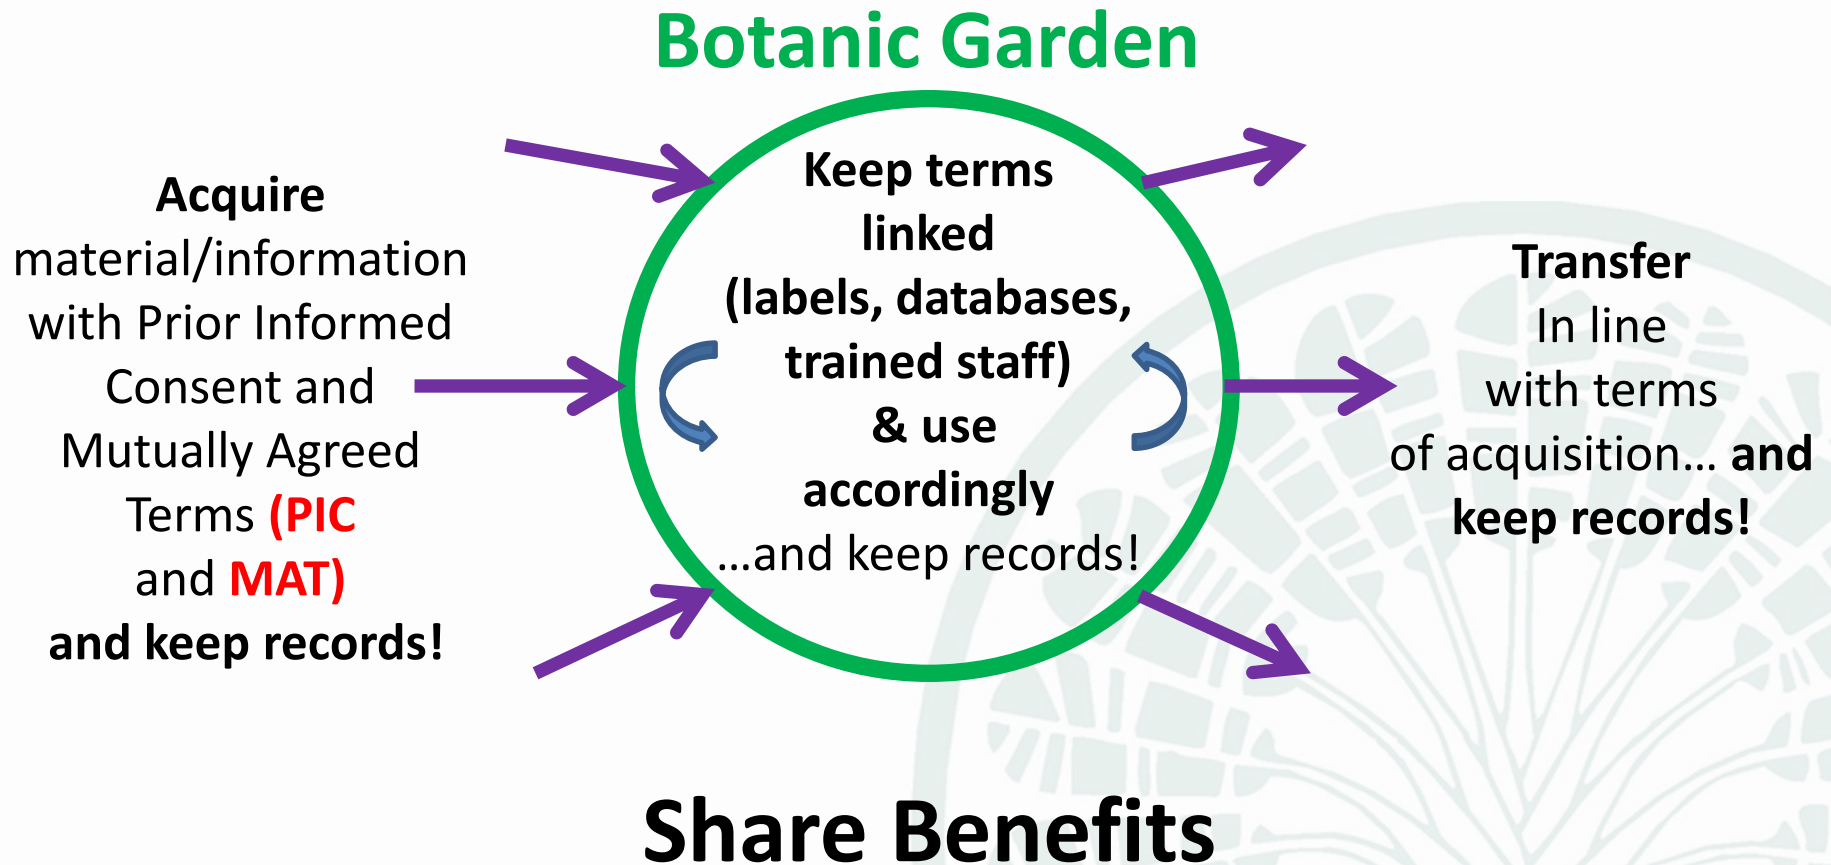 Botanic Garden
Acquire
material/information
with Prior Informed
Consent and
Mutually Agreed
Terms (PIC
and MAT)
and keep records!
Keep terms
linked
(labels, databases,
trained staff)
& use
accordingly
...and keep records!
Transfer
In line
with terms
of acquisition... and
keep records!
Share Benefits